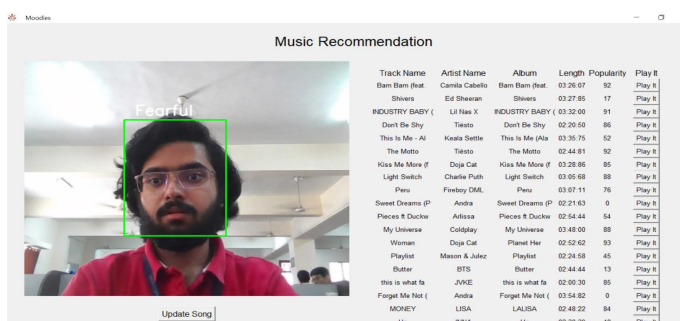 Moodies
Music Recommendation
Fearful
Track Name Artist Name Album Length Popularity Play It
Bam Bam (feat. Camila Cabello Bam Bam (feat. 03:26:07 92 Play It
Shivers Ed Sheeran Shivers 03:27:85 17 Play It
INDUSTRY BABY ( Lil Nas X INDUSTRY BABY ( 03:32:00 91 Play It
Don't Be Shy Tiësto Don't Be Shy 02:20:50 86 Play It
This Is Me - Al Keala Settle This Is Me (Ala 03:35:75 52 Play It
The Motto Tiësto The Motto 02:44:81 92 Play It
Kiss Me More (f Doja Cat Kiss Me More (f 03:28:86 85 Play It
Light Switch Charlie Puth Light Switch 03:05:68 88 Play It
Peru Fireboy DML Peru 03:07:11 76 Play It
Sweet Dreams (P Andra Sweet Dreams (P 02:21:63 0 Play It
Pieces ft Duckw Arlissa Pieces ft Duckw 02:54:44 54 Play It
My Universe Coldplay My Universe 03:48:00 88 Play It
Woman Doja Cat Planet Her 02:52:62 93 Play It
Playlist Mason & Julez Playlist 02:24:58 45 Play It
Butter BTS Butter 02:44:44 13 Play It
this is what fa JVKE this is what fa 02:00:30 85 Play It
Forget Me Not ( Andra Forget Me Not ( 03:54:82 0 Play It
MONEY LISA LALISA 02:48:22 84 Play It
Update Song